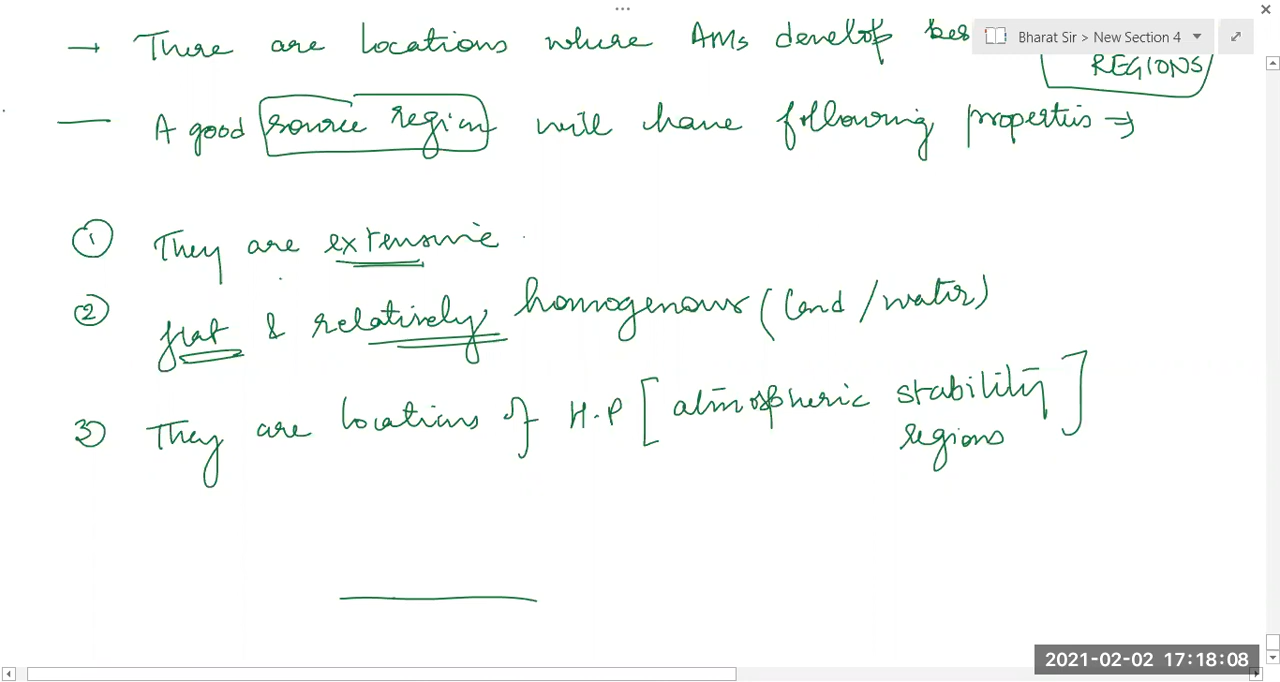 ...
→ There are locations where AMs develop bes
Bharat Sir > New Section 4
REGIONS
— A good source region will have following properties →
① They are extensive
② flat & relatively homogenous (land/water)
3) They are locations of H.P [atmospheric stability regions]
2021-02-02 17:18:08